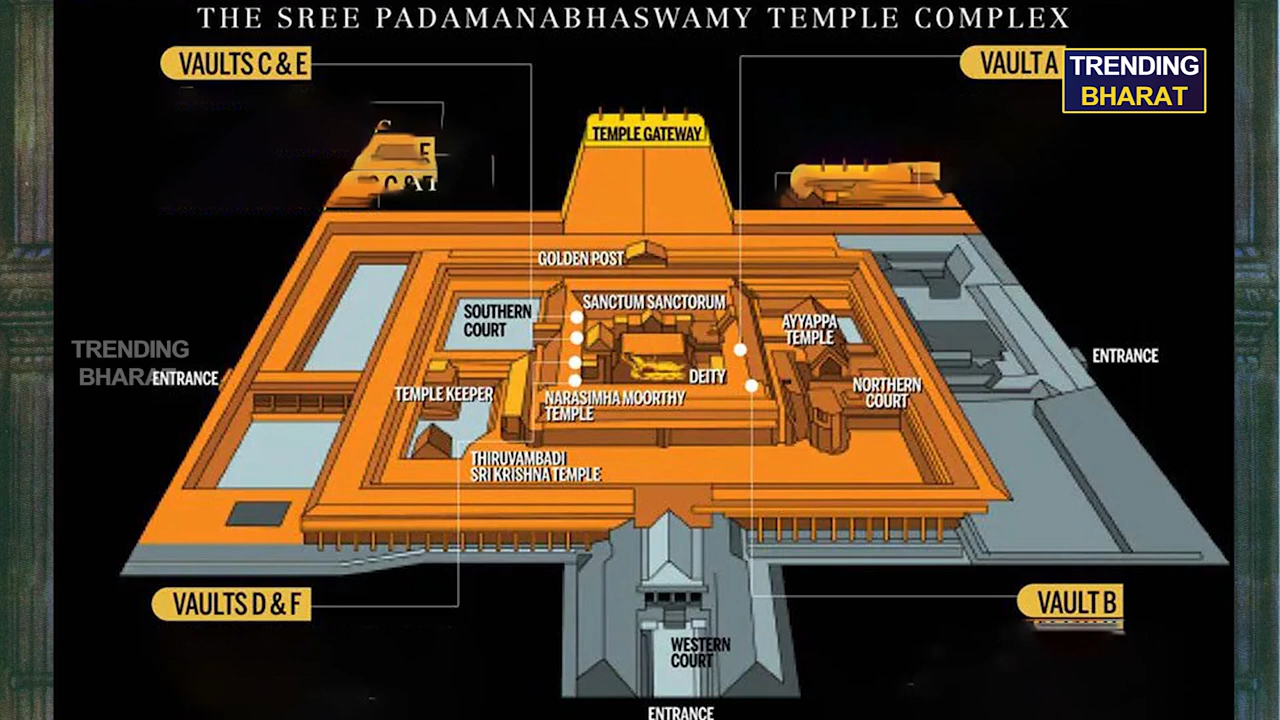 THE SREE PADAMANABHASWAMY TEMPLE COMPLEX
VAULTS C & E
VAULT A
TRENDING
BHARAT
TEMPLE GATEWAY
GOLDEN POST
SOUTHERN
COURT
SANCTUM SANCTORUM
AYYAPPA
TEMPLE
TRENDING
BHARAT
ENTRANCE
ENTRANCE
TEMPLE KEEPER
DEITY
NARASIMHA MOORTHY
TEMPLE
NORTHERN
COURT
THIRUVAMBADI
SRI KRISHNA TEMPLE
VAULTS D & F
VAULT B
WESTERN
COURT
ENTRANCE